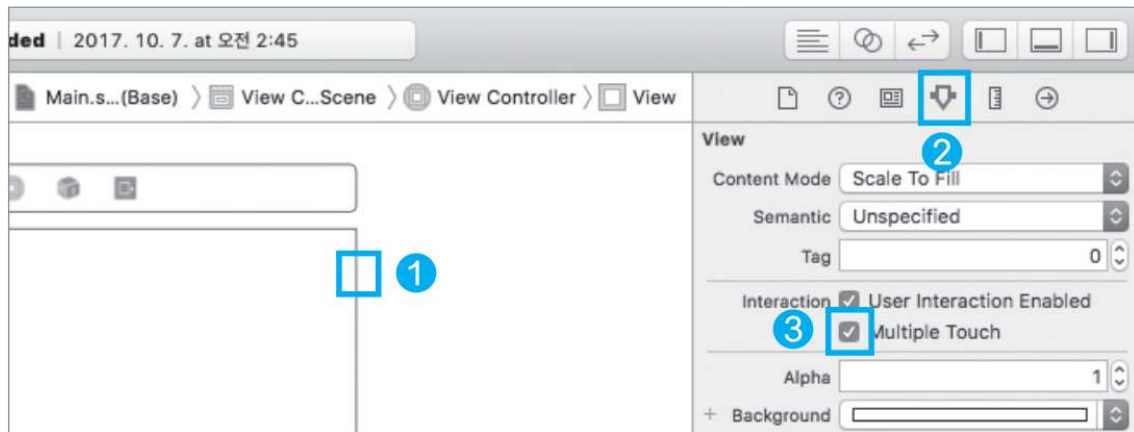 ded | 2017. 10. 7. at 오전 2:45
Main.s...(Base) 〉 View C...Scene 〉 View Controller 〉 View
View
2
Content Mode Scale To Fill
Semantic Unspecified
Tag 0
1
Interaction User Interaction Enabled
3 Multiple Touch
Alpha 1
+ Background